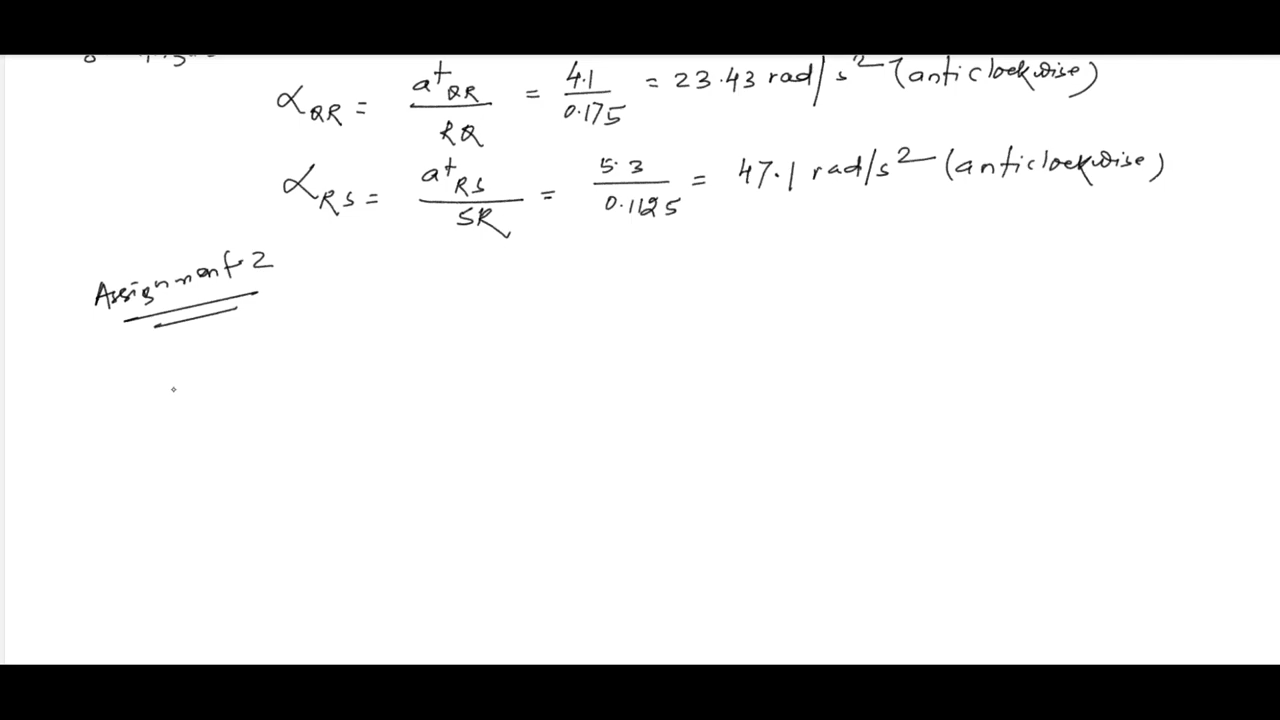 α_QR = a^t_QR / RQ = 4.1 / 0.175 = 23.43 rad/s² (anticlockwise)
α_RS = a^t_RS / SR = 5.3 / 0.1125 = 47.1 rad/s² (anticlockwise)
Assignment-2